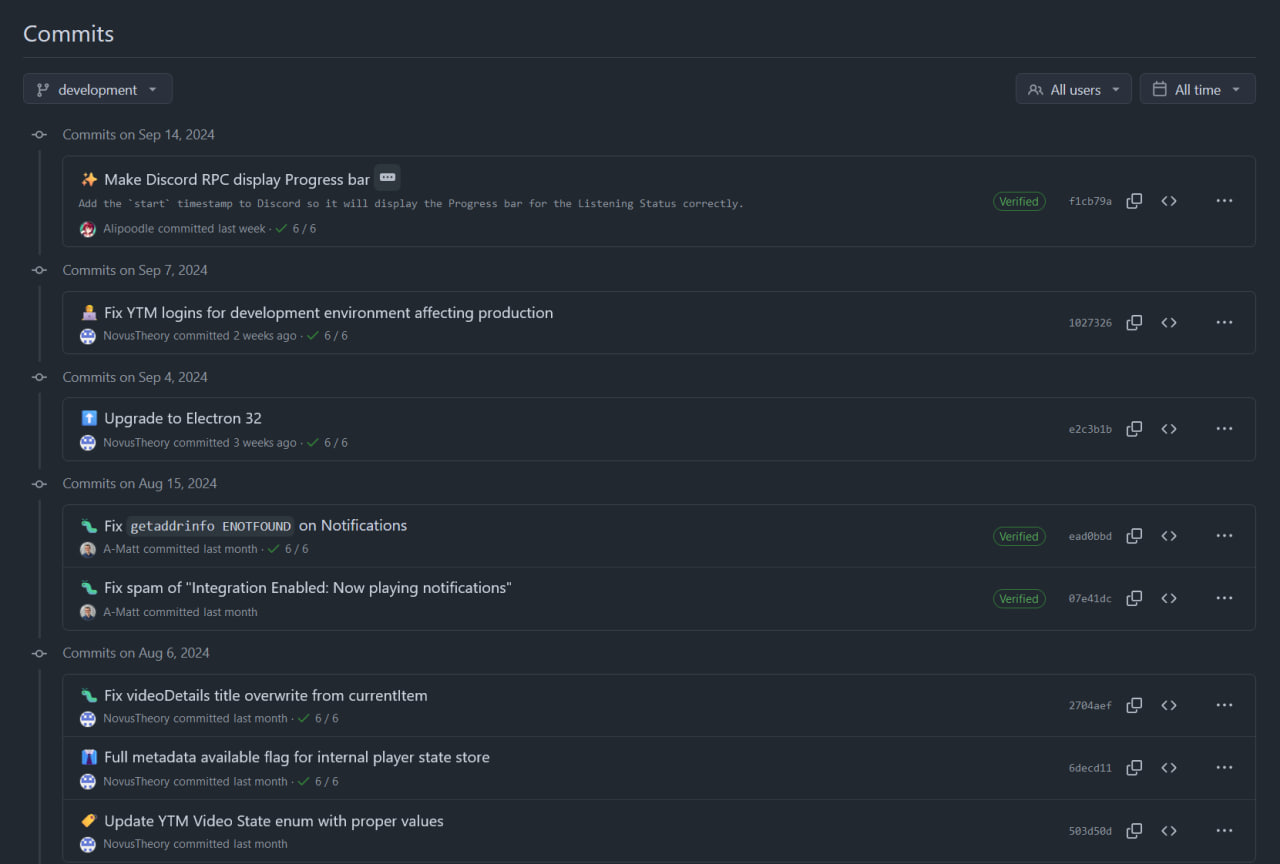 Commits
development
All users
All time
Commits on Sep 14, 2024
Make Discord RPC display Progress bar
Add the `start` timestamp to Discord so it will display the Progress bar for the Listening Status correctly.
Verified
f1cb79a
Alipoodle committed last week · 6 / 6
Commits on Sep 7, 2024
Fix YTM logins for development environment affecting production
1027326
NovusTheory committed 2 weeks ago · 6 / 6
Commits on Sep 4, 2024
Upgrade to Electron 32
e2c3b1b
NovusTheory committed 3 weeks ago · 6 / 6
Commits on Aug 15, 2024
Fix getaddrinfo ENOTFOUND on Notifications
Verified
ead0bbd
A-Matt committed last month · 6 / 6
Fix spam of "Integration Enabled: Now playing notifications"
Verified
07e41dc
A-Matt committed last month
Commits on Aug 6, 2024
Fix videoDetails title overwrite from currentItem
2704aef
NovusTheory committed last month · 6 / 6
Full metadata available flag for internal player state store
6decd11
NovusTheory committed last month · 6 / 6
Update YTM Video State enum with proper values
503d50d
NovusTheory committed last month